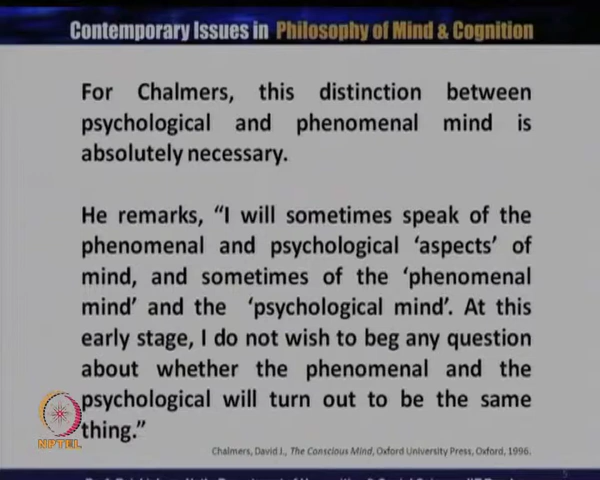 Contemporary Issues in Philosophy of Mind & Cognition
For Chalmers, this distinction between
psychological and phenomenal mind is
absolutely necessary.
He remarks, “I will sometimes speak of the
phenomenal and psychological ‘aspects’ of
mind, and sometimes of the ‘phenomenal
mind’ and the ‘psychological mind’. At this
early stage, I do not wish to beg any question
about whether the phenomenal and the
psychological will turn out to be the same
thing.”
NPTEL
Chalmers, David J., The Conscious Mind, Oxford University Press, Oxford, 1996.
5